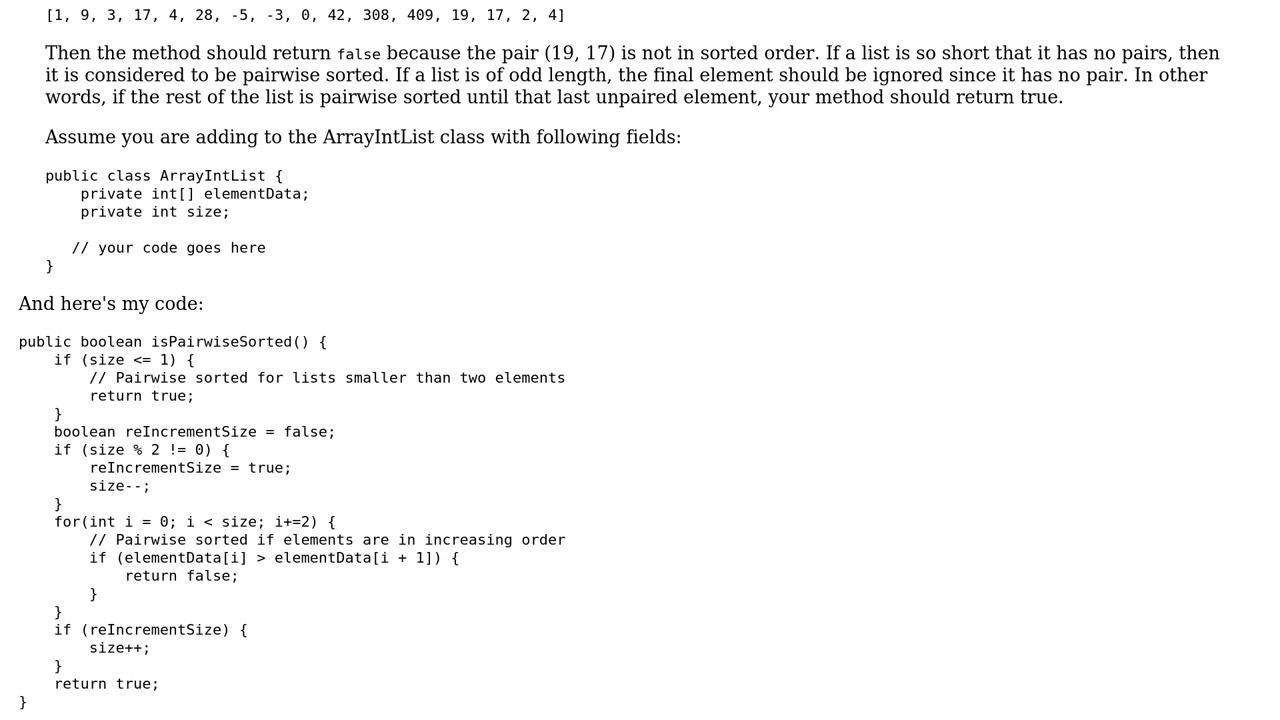 [1, 9, 3, 17, 4, 28, -5, -3, 0, 42, 308, 409, 19, 17, 2, 4]
Then the method should return false because the pair (19, 17) is not in sorted order. If a list is so short that it has no pairs, then
it is considered to be pairwise sorted. If a list is of odd length, the final element should be ignored since it has no pair. In other
words, if the rest of the list is pairwise sorted until that last unpaired element, your method should return true.
Assume you are adding to the ArrayIntList class with following fields:
public class ArrayIntList {
    private int[] elementData;
    private int size;
   // your code goes here
}
And here's my code:
public boolean isPairwiseSorted() {
    if (size <= 1) {
        // Pairwise sorted for lists smaller than two elements
        return true;
    }
    boolean reIncrementSize = false;
    if (size % 2 != 0) {
        reIncrementSize = true;
        size--;
    }
    for(int i = 0; i < size; i+=2) {
        // Pairwise sorted if elements are in increasing order
        if (elementData[i] > elementData[i + 1]) {
            return false;
        }
    }
    if (reIncrementSize) {
        size++;
    }
    return true;
}